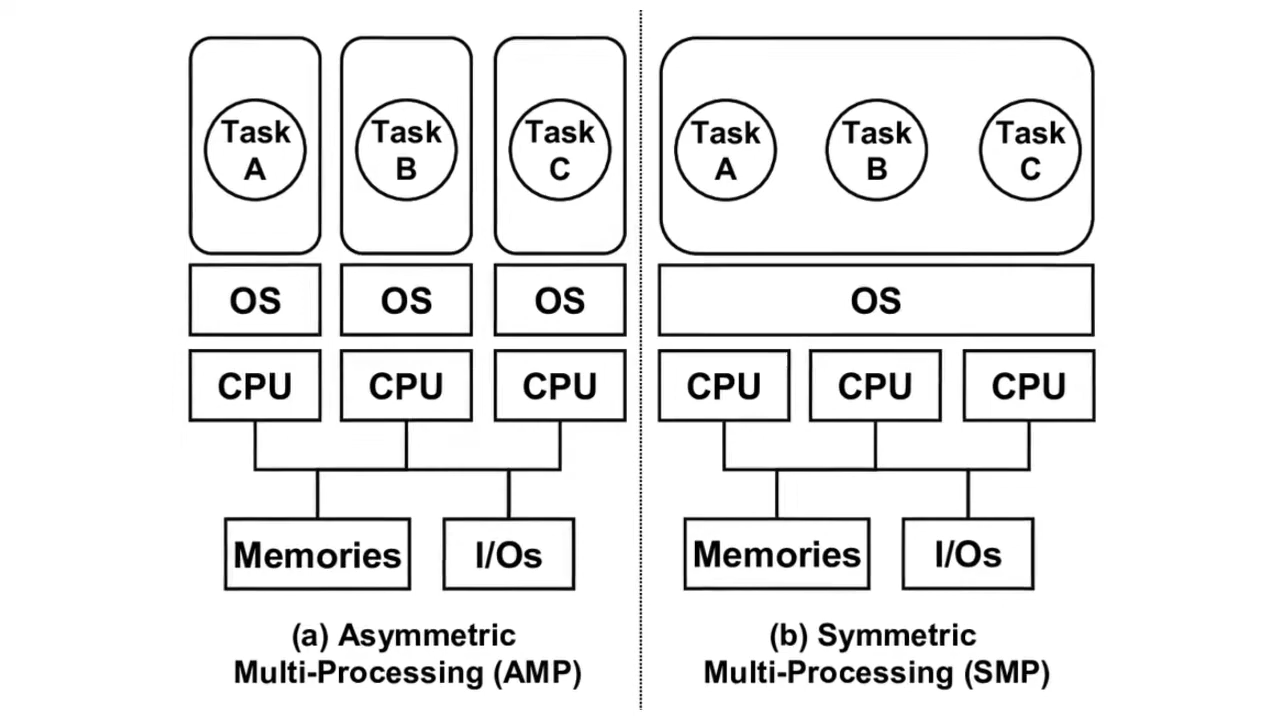 Task
A
Task
B
Task
C
OS
OS
OS
CPU
CPU
CPU
Memories
I/Os
(a) Asymmetric
Multi-Processing (AMP)
Task
A
Task
B
Task
C
OS
CPU
CPU
CPU
Memories
I/Os
(b) Symmetric
Multi-Processing (SMP)